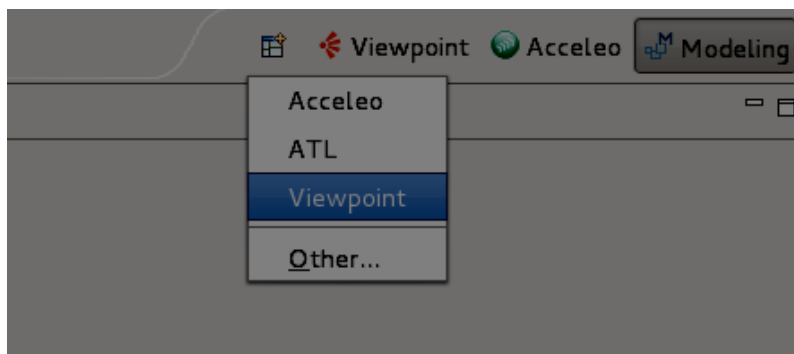 Viewpoint Acceleo Modeling
Acceleo
ATL
Viewpoint
Other...